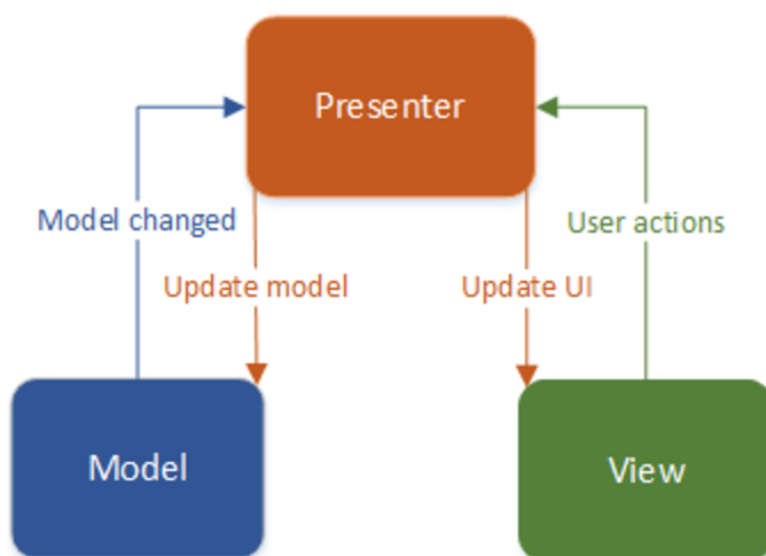 Presenter
Model changed
User actions
Update model
Update UI
Model
View